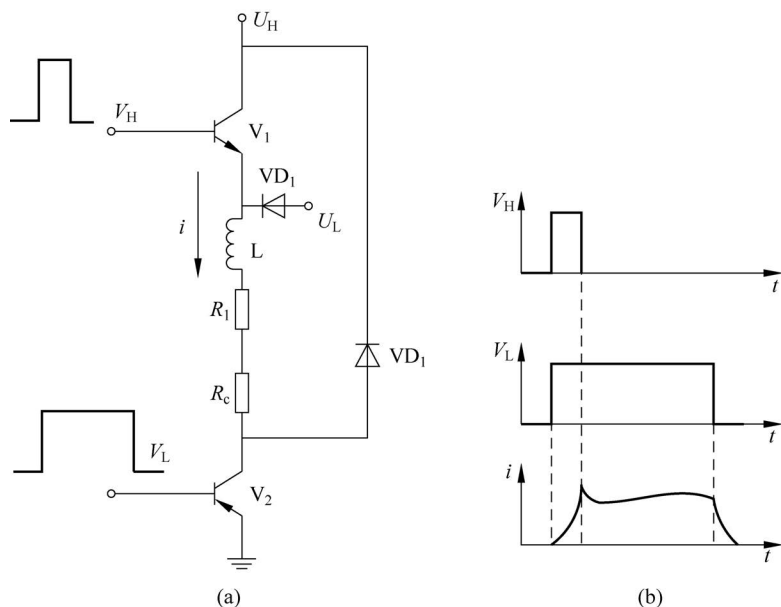 U_H
V_H
V_1
VD_1
U_L
i
L
R_1
VD_1
R_c
V_L
V_2
(a)
V_H
t
V_L
t
i
t
(b)